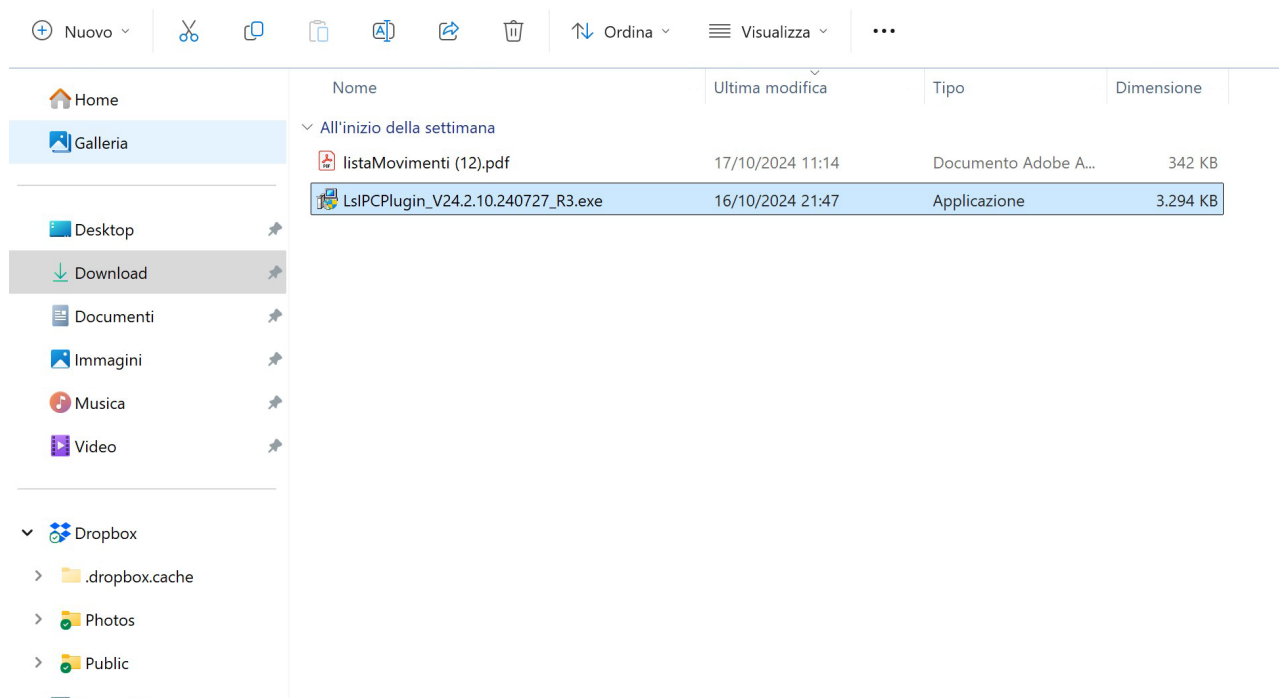 Nuovo Ordina Visualizza
Nome Ultima modifica Tipo Dimensione
All'inizio della settimana
listaMovimenti (12).pdf 17/10/2024 11:14 Documento Adobe A... 342 KB
LsIPCPlugin_V24.2.10.240727_R3.exe 16/10/2024 21:47 Applicazione 3.294 KB
Home
Galleria
Desktop
Download
Documenti
Immagini
Musica
Video
Dropbox
.dropbox.cache
Photos
Public